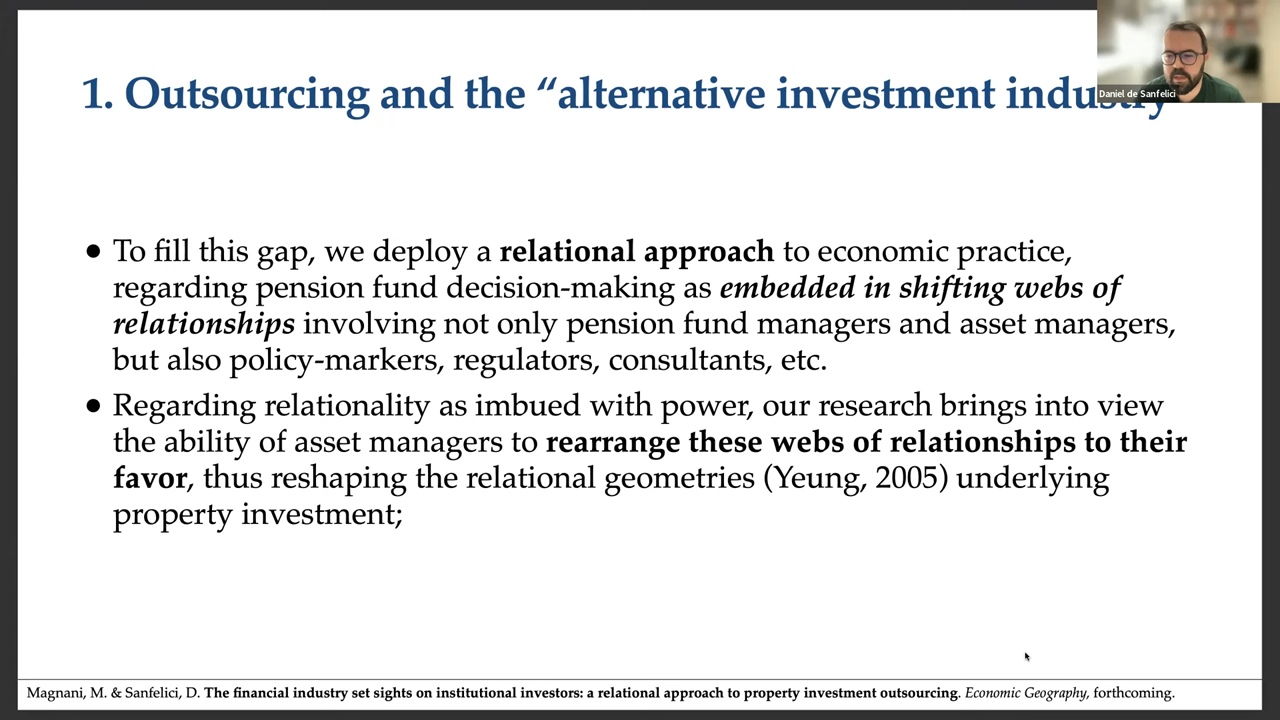 1. Outsourcing and the “alternative investment industry
Daniel de Sanfelici
● To fill this gap, we deploy a relational approach to economic practice,
regarding pension fund decision-making as embedded in shifting webs of
relationships involving not only pension fund managers and asset managers,
but also policy-markers, regulators, consultants, etc.
● Regarding relationality as imbued with power, our research brings into view
the ability of asset managers to rearrange these webs of relationships to their
favor, thus reshaping the relational geometries (Yeung, 2005) underlying
property investment;
Magnani, M. & Sanfelici, D. The financial industry set sights on institutional investors: a relational approach to property investment outsourcing. Economic Geography, forthcoming.